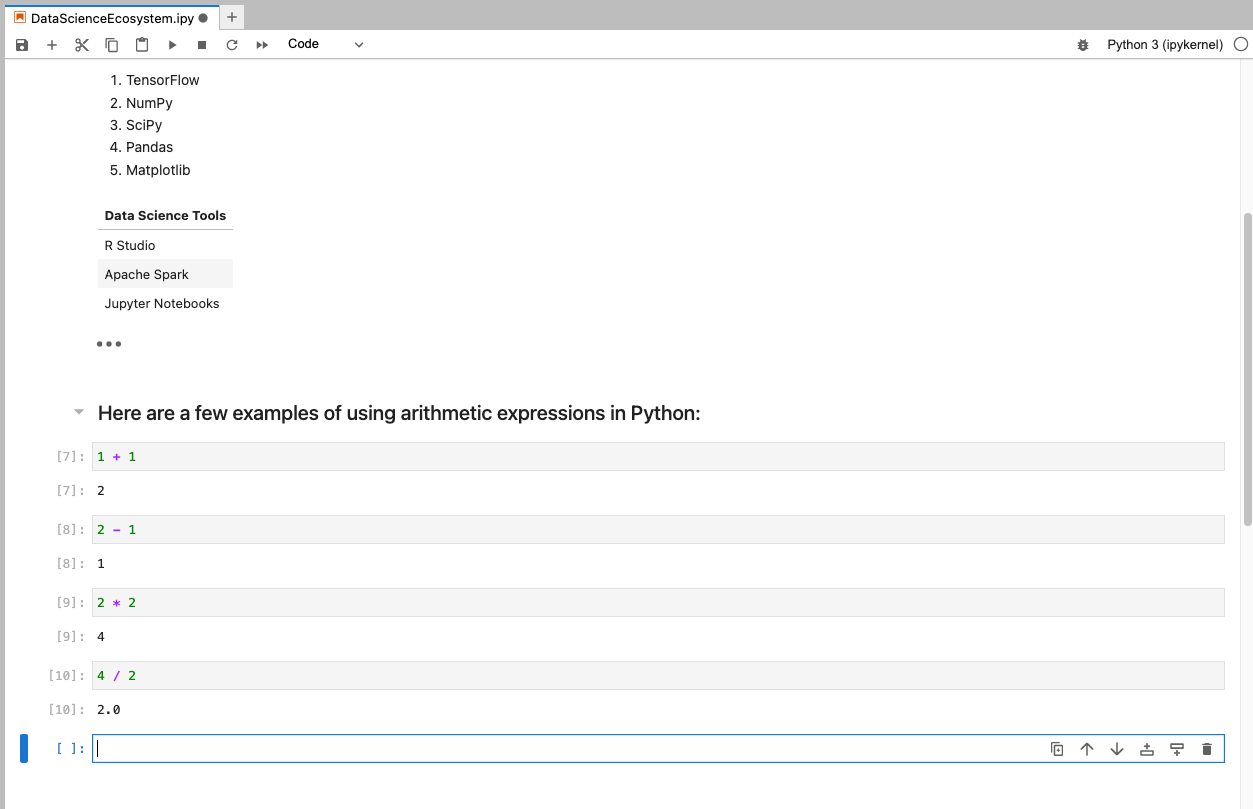 DataScienceEcosystem.ipy
Code
Python 3 (ipykernel)
1. TensorFlow
2. NumPy
3. SciPy
4. Pandas
5. Matplotlib
Data Science Tools
R Studio
Apache Spark
Jupyter Notebooks
Here are a few examples of using arithmetic expressions in Python:
[7]: 1 + 1
[7]: 2
[8]: 2 - 1
[8]: 1
[9]: 2 * 2
[9]: 4
[10]: 4 / 2
[10]: 2.0
[ ]: